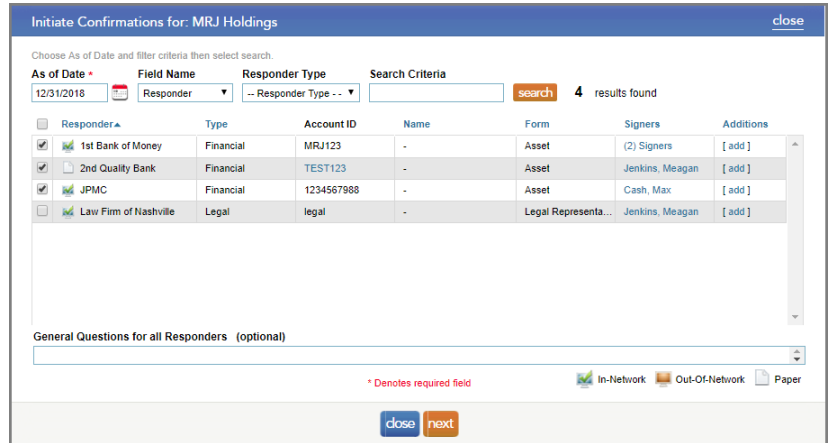 Initiate Confirmations for: MRJ Holdings close
Choose As of Date and filter criteria then select search.
As of Date * Field Name Responder Type Search Criteria
12/31/2018 Responder -- Responder Type - - search 4 results found
Responder Type Account ID Name Form Signers Additions
1st Bank of Money Financial MRJ123 - Asset (2) Signers [ add ]
2nd Quality Bank Financial TEST123 - Asset Jenkins, Meagan [ add ]
JPMC Financial 1234567988 - Asset Cash, Max [ add ]
Law Firm of Nashville Legal legal - Legal Representa... Jenkins, Meagan [ add ]
General Questions for all Responders (optional)
* Denotes required field In-Network Out-Of-Network Paper
close next